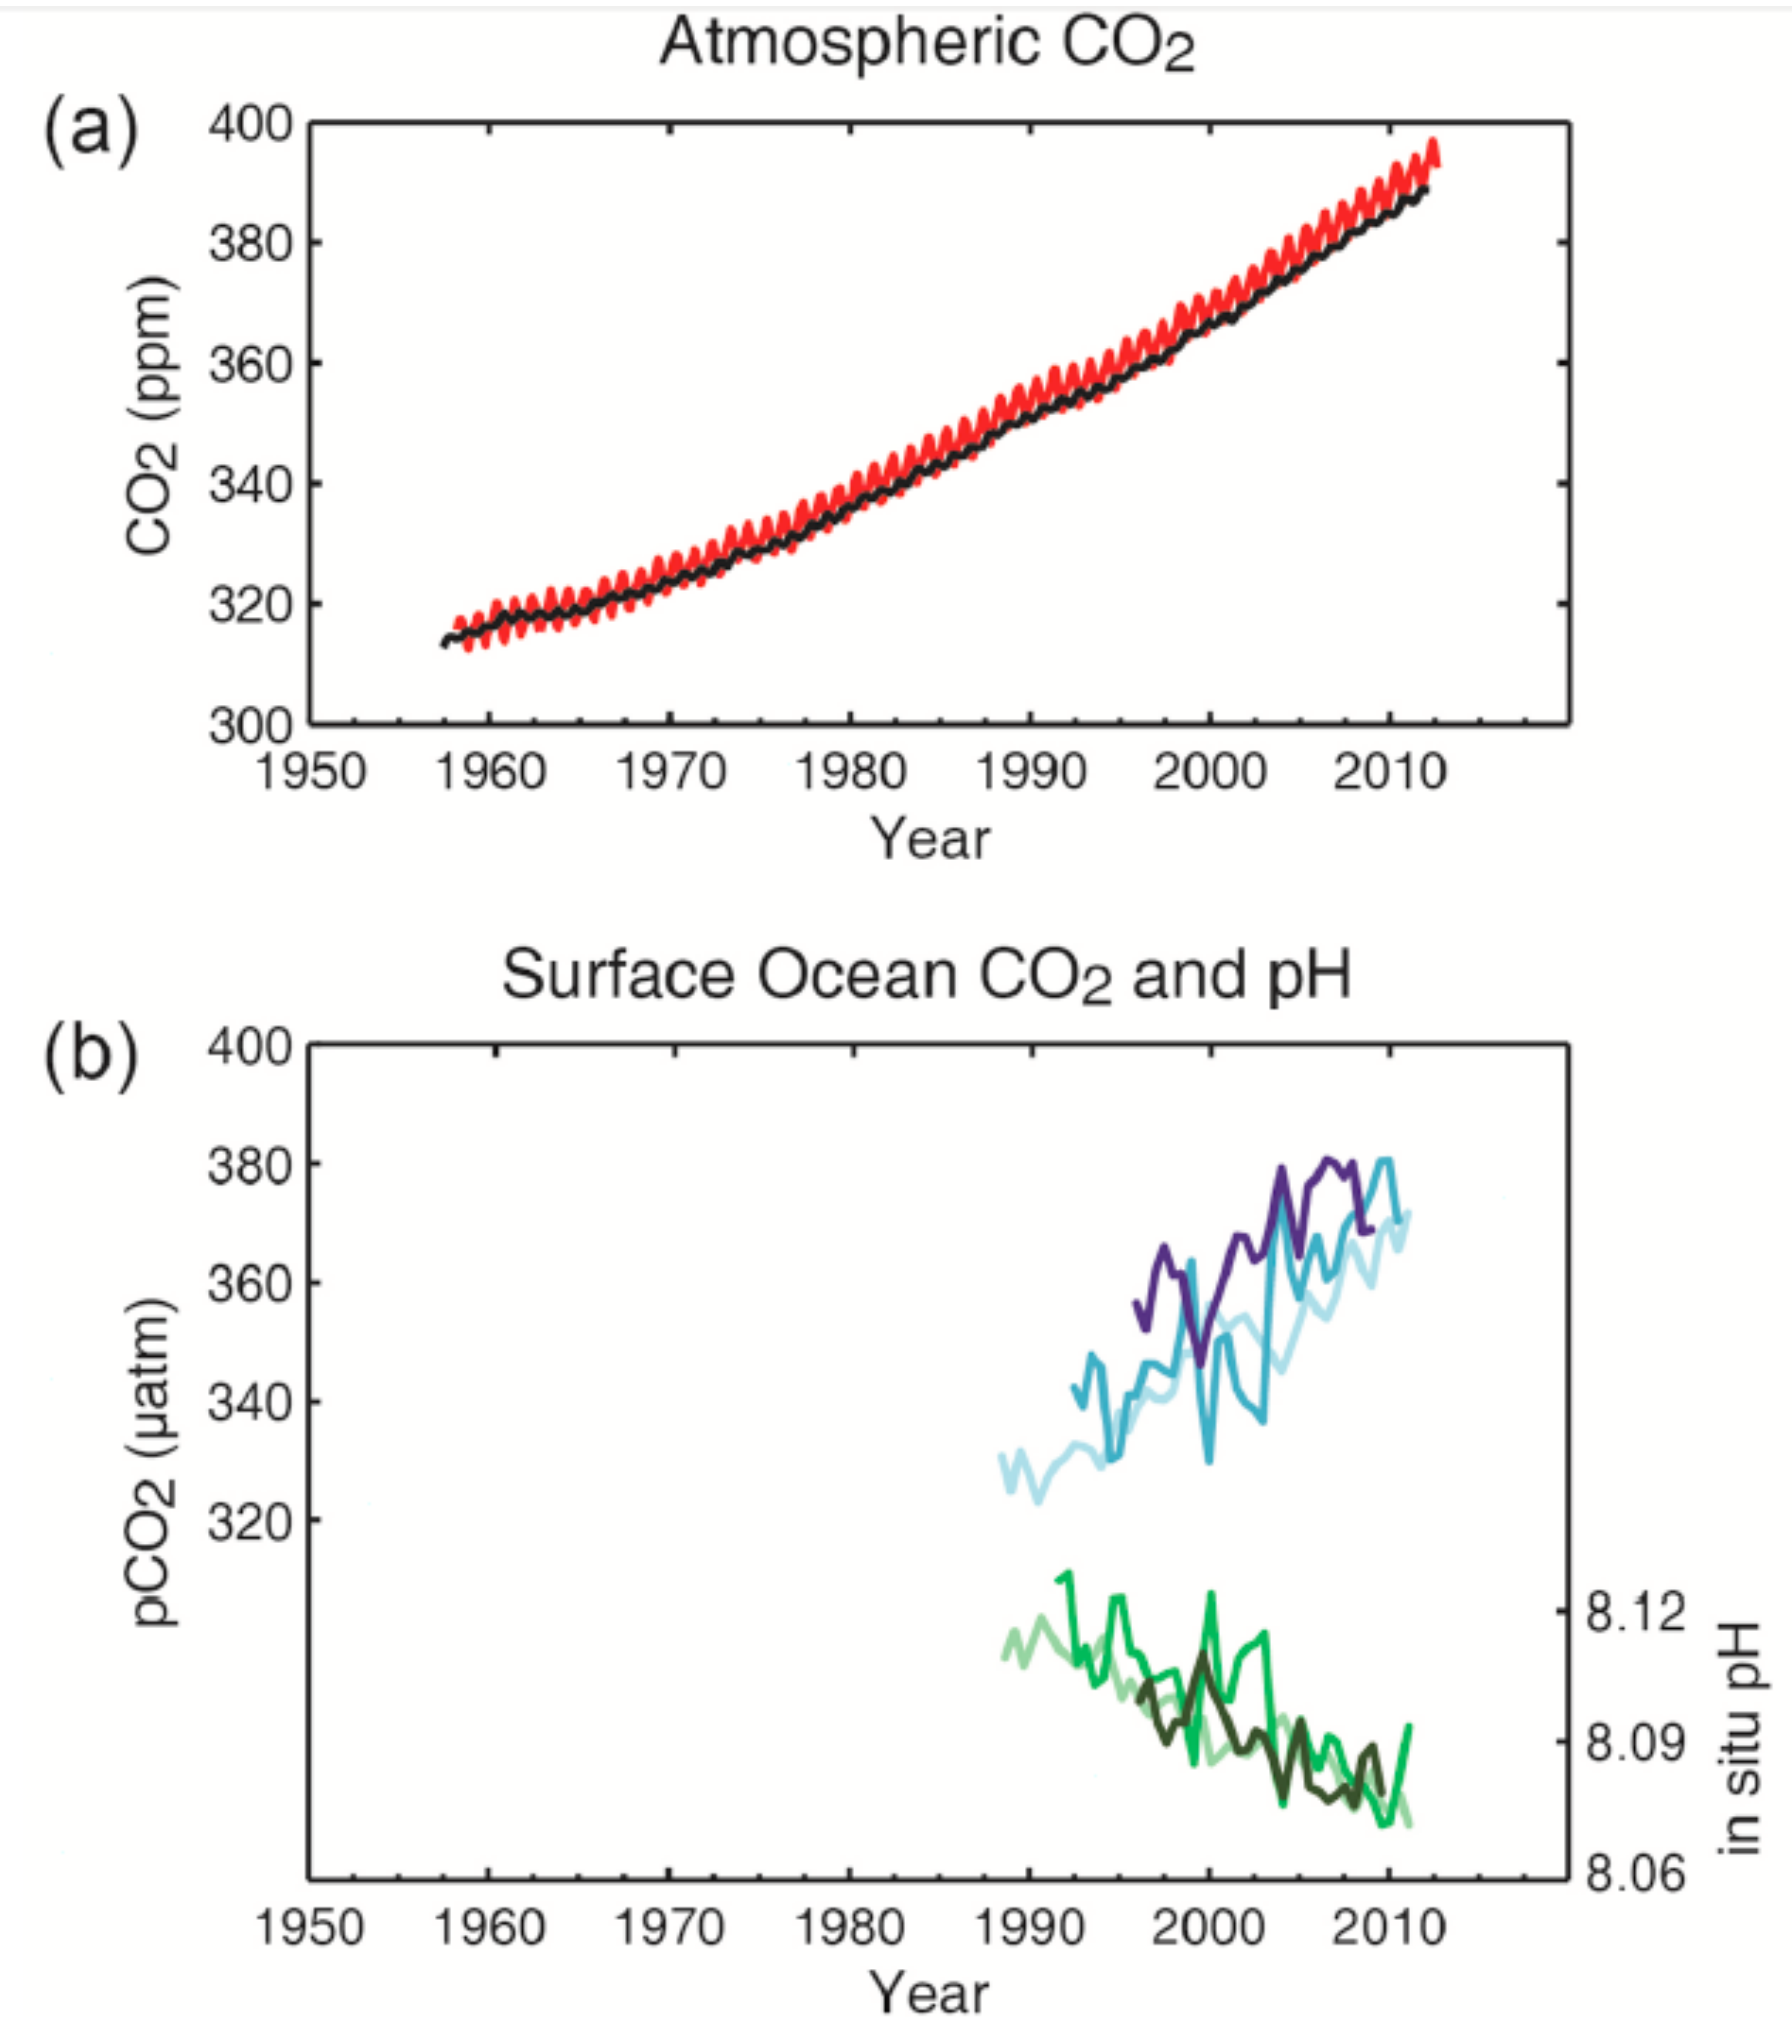 Atmospheric CO2
(a)
400
380
360
340
320
300
CO2 (ppm)
1950 1960 1970 1980 1990 2000 2010
Year
Surface Ocean CO2 and pH
(b)
400
380
360
340
320
pCO2 (µatm)
8.12
8.09
8.06
in situ pH
1950 1960 1970 1980 1990 2000 2010
Year